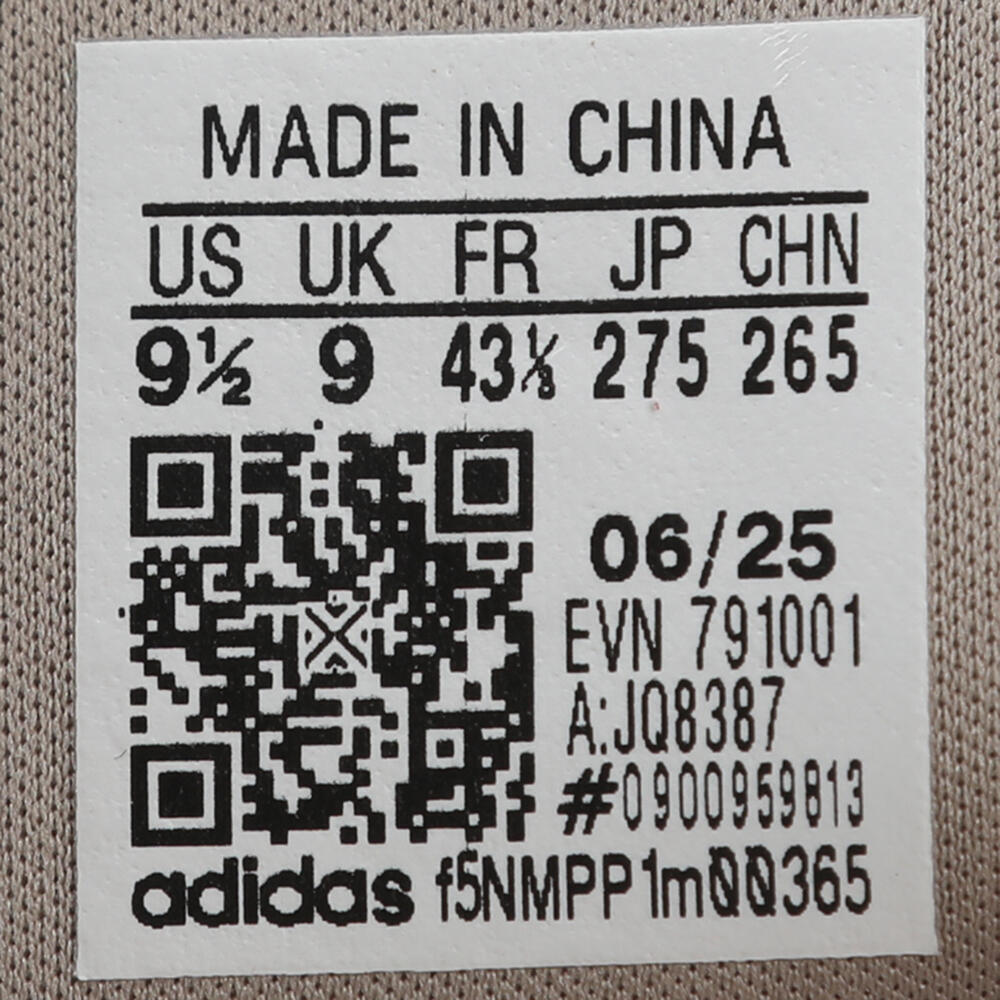 MADE IN CHINA
US UK FR JP CHN
9½ 9 43⅓ 275 265
06/25
EVN 791001
A:JQ8387
#0900959813
adidas f5NMPP1m00365